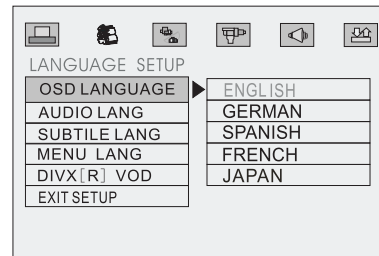 LANGUAGE SETUP
OSD LANGUAGE
AUDIO LANG
SUBTILE LANG
MENU LANG
DIVX[R] VOD
EXIT SETUP
ENGLISH
GERMAN
SPANISH
FRENCH
JAPAN